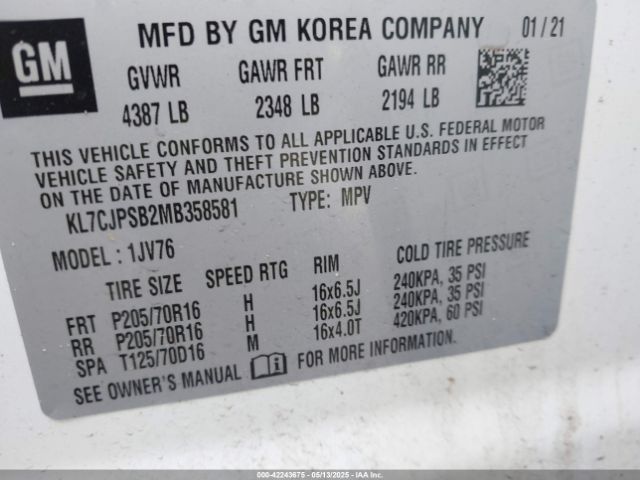 GM
MFD BY GM KOREA COMPANY 01/21
GVWR GAWR FRT GAWR RR
4387 LB 2348 LB 2194 LB
THIS VEHICLE CONFORMS TO ALL APPLICABLE U.S. FEDERAL MOTOR
VEHICLE SAFETY AND THEFT PREVENTION STANDARDS IN EFFECT
ON THE DATE OF MANUFACTURE SHOWN ABOVE.
KL7CJPSB2MB358581 TYPE: MPV
MODEL: 1JV76
TIRE SIZE SPEED RTG RIM COLD TIRE PRESSURE
FRT P205/70R16 H 16x6.5J 240KPA, 35 PSI
RR P205/70R16 H 16x6.5J 240KPA, 35 PSI
SPA T125/70D16 M 16x4.0T 420KPA, 60 PSI
SEE OWNER'S MANUAL i FOR MORE INFORMATION.
000-42243675 - 05/13/2025 - IAAI.COM